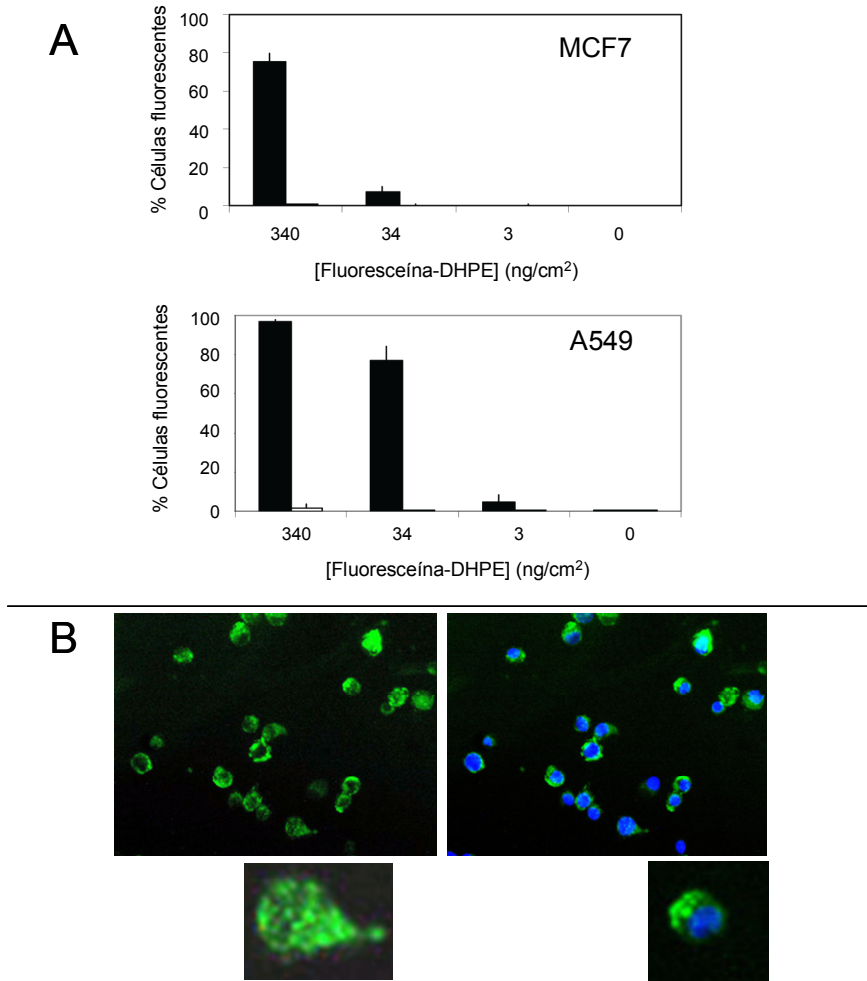 A
MCF7
% Células fluorescentes
100
80
60
40
20
0
340 34 3 0
[Fluoresceína-DHPE] (ng/cm²)
A549
% Células fluorescentes
100
80
60
40
20
0
340 34 3 0
[Fluoresceína-DHPE] (ng/cm²)
B